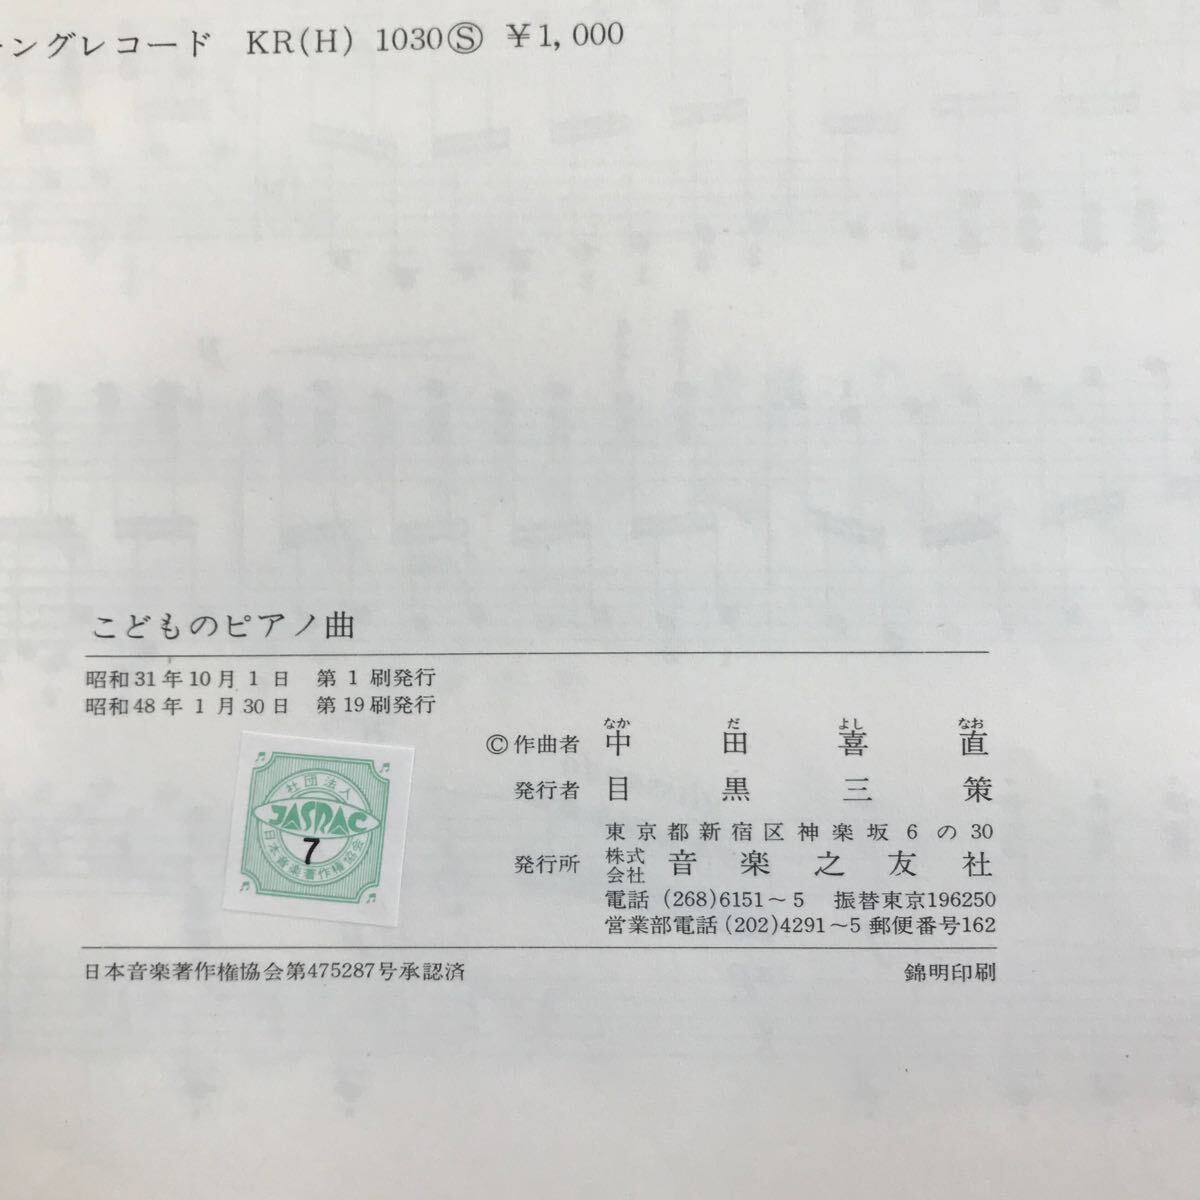 ングレコード KR(H) 1030Ⓢ ¥1,000
こどものピアノ曲
昭和31年10月1日 第1刷発行
昭和48年1月30日 第19刷発行
なか だ よし なお
©作曲者 中田喜直
発行者 目黒三策
東京都新宿区神楽坂6の30
発行所 株式会社 音楽之友社
電話 (268)6151~5 振替東京196250
営業部電話(202)4291~5 郵便番号162
社団法人
JASRAC
7
日本音楽著作権協会
日本音楽著作権協会第475287号承認済
錦明印刷